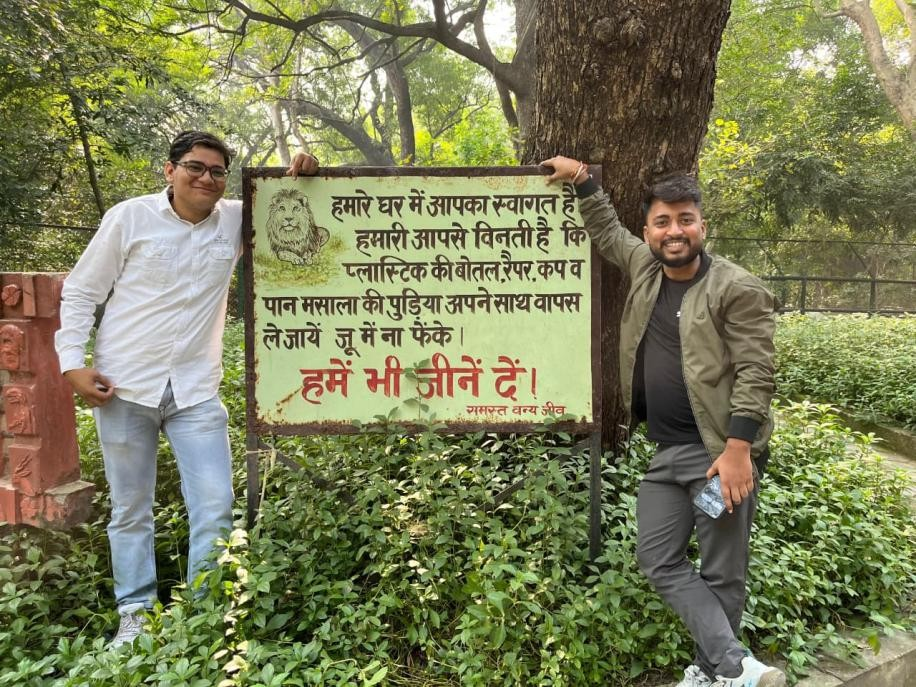 हमारे घर में आपका स्वागत है
हमारी आपसे विनती है कि
प्लास्टिक की बोतल,रैपर,कप व
पान मसाला की पुड़िया अपने साथ वापस
ले जायें जू में ना फेंके।
हमें भी जीनें दें।
समस्त वन्य जीव